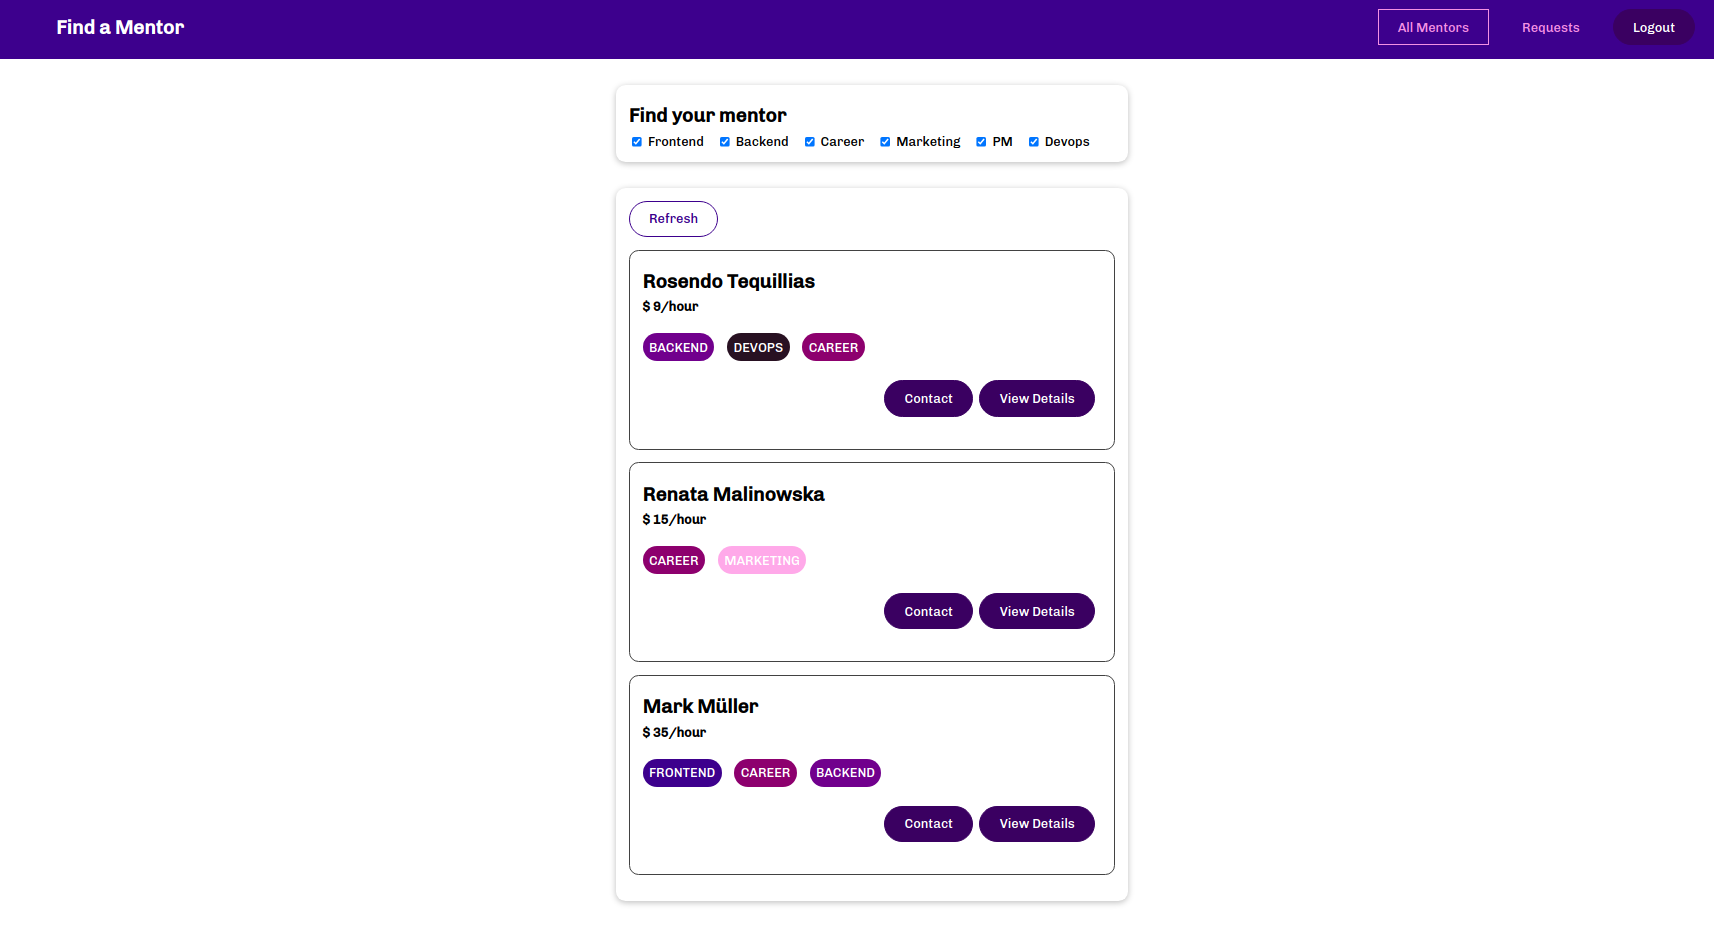 Find a Mentor All Mentors Requests Logout
Find your mentor
Frontend Backend Career Marketing PM Devops
Refresh
Rosendo Tequillias
$ 9/hour
BACKEND DEVOPS CAREER
Contact View Details
Renata Malinowska
$ 15/hour
CAREER MARKETING
Contact View Details
Mark Müller
$ 35/hour
FRONTEND CAREER BACKEND
Contact View Details